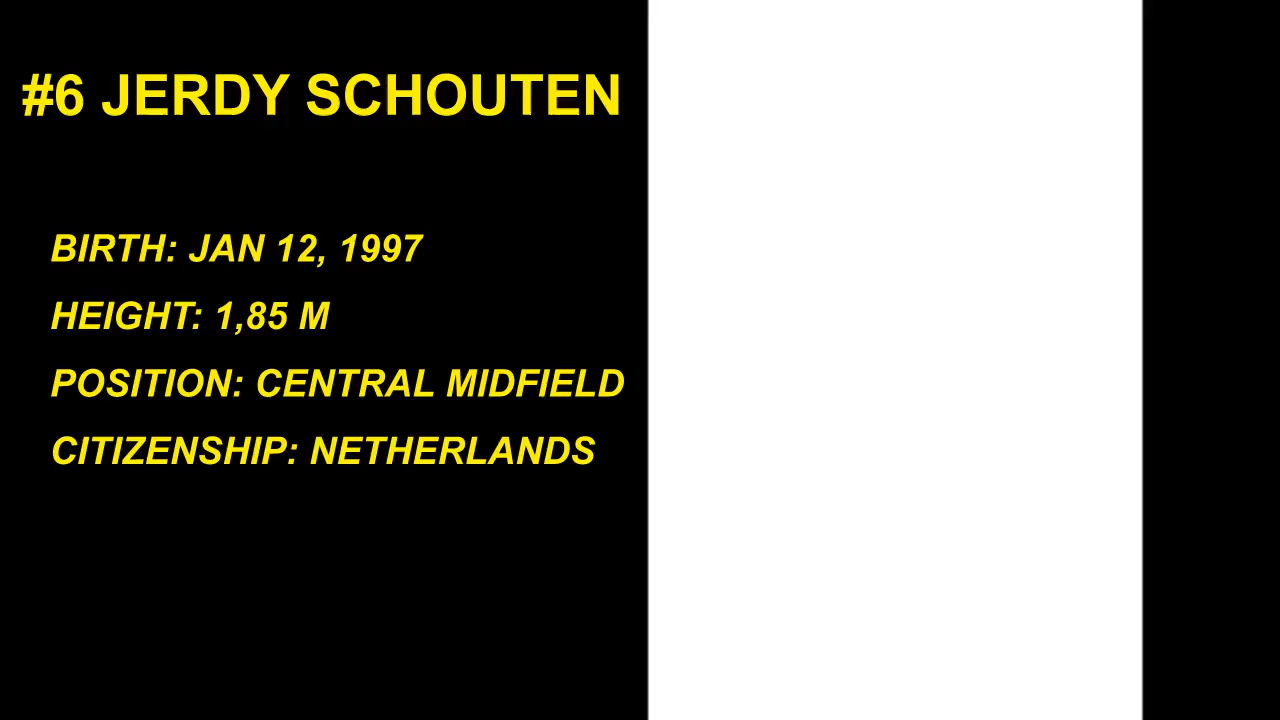 #6 JERDY SCHOUTEN
BIRTH: JAN 12, 1997
HEIGHT: 1,85 M
POSITION: CENTRAL MIDFIELD
CITIZENSHIP: NETHERLANDS